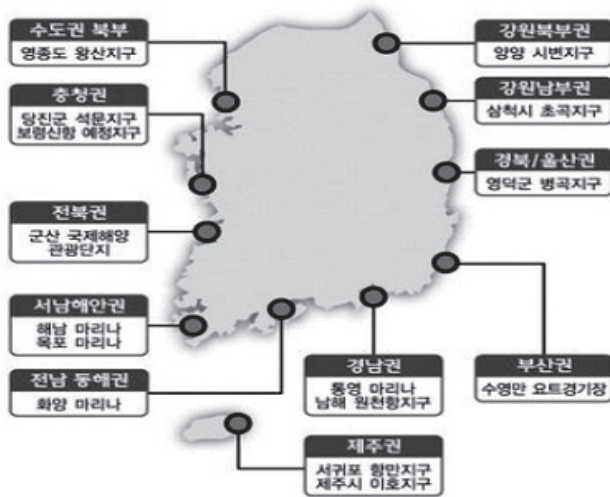 수도권 북부
영종도 왕산지구
충청권
당진군 석문지구
보령신항 예정지구
전북권
군산 국제해양
관광단지
서남해안권
해남 마리나
목포 마리나
전남 동해권
화양 마리나
강원북부권
양양 시변지구
강원남부권
삼척시 초곡지구
경북/울산권
영덕군 병곡지구
부산권
수영만 요트경기장
경남권
통영 마리나
남해 원천항지구
제주권
서귀포 항만지구
제주시 이호지구